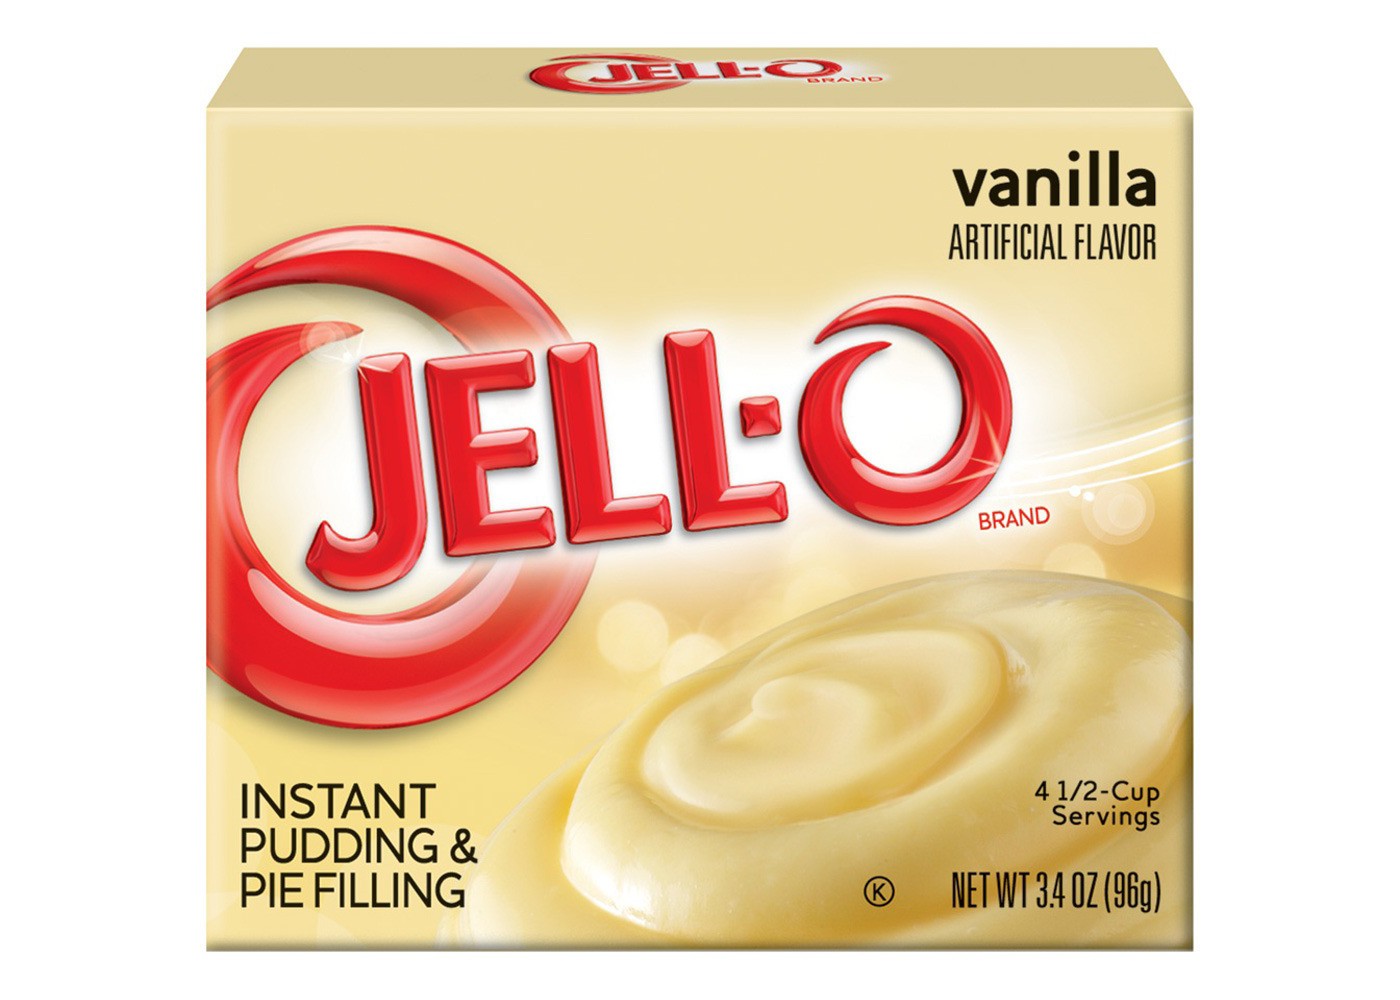 JELL-O
BRAND
vanilla
ARTIFICIAL FLAVOR
JELL-O
BRAND
INSTANT
PUDDING &
PIE FILLING
4 1/2-Cup
Servings
K
NET WT 3.4 OZ (96g)